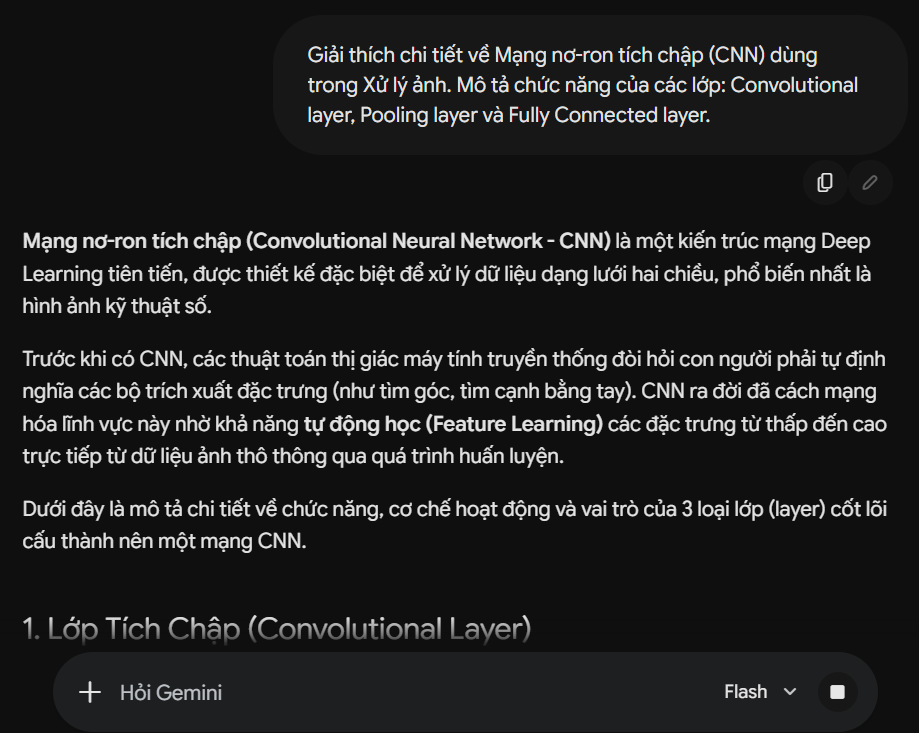 Giải thích chi tiết về Mạng nơ-ron tích chập (CNN) dùng
trong Xử lý ảnh. Mô tả chức năng của các lớp: Convolutional
layer, Pooling layer và Fully Connected layer.
Mạng nơ-ron tích chập (Convolutional Neural Network - CNN) là một kiến trúc mạng Deep
Learning tiên tiến, được thiết kế đặc biệt để xử lý dữ liệu dạng lưới hai chiều, phổ biến nhất là
hình ảnh kỹ thuật số.
Trước khi có CNN, các thuật toán thị giác máy tính truyền thống đòi hỏi con người phải tự định
nghĩa các bộ trích xuất đặc trưng (như tìm góc, tìm cạnh bằng tay). CNN ra đời đã cách mạng
hóa lĩnh vực này nhờ khả năng tự động học (Feature Learning) các đặc trưng từ thấp đến cao
trực tiếp từ dữ liệu ảnh thô thông qua quá trình huấn luyện.
Dưới đây là mô tả chi tiết về chức năng, cơ chế hoạt động và vai trò của 3 loại lớp (layer) cốt lõi
cấu thành nên một mạng CNN.
1. Lớp Tích Chập (Convolutional Layer)
Hỏi Gemini
Flash